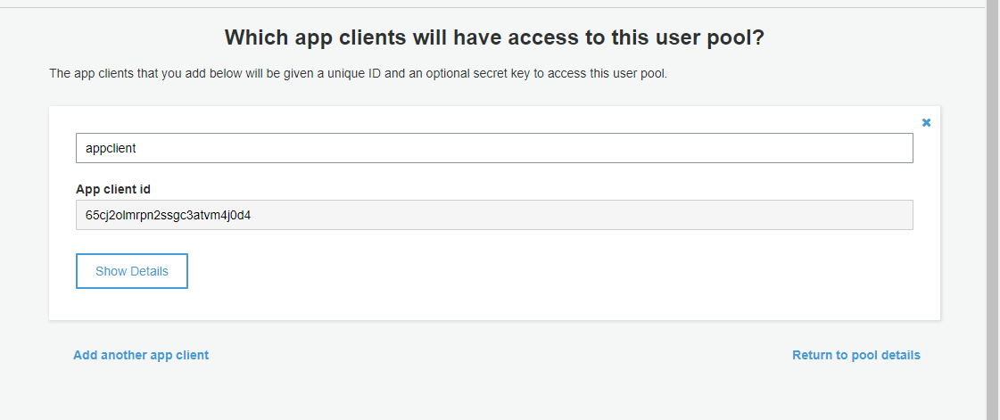 Which app clients will have access to this user pool?
The app clients that you add below will be given a unique ID and an optional secret key to access this user pool.
appclient
App client id
65cj2olmrpn2ssgc3atvm4j0d4
Show Details
Add another app client
Return to pool details